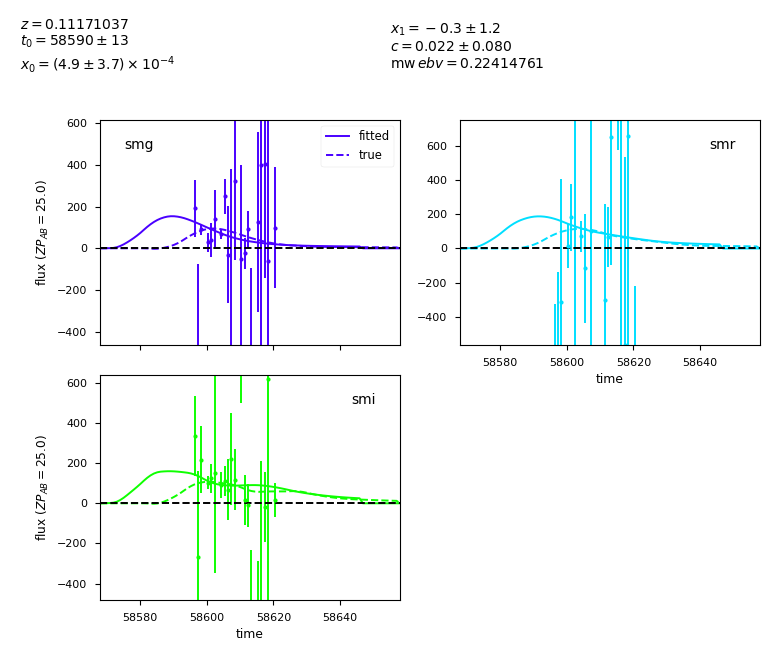 z = 0.11171037
t₀ = 58590 ± 13
x₀ = (4.9 ± 3.7) × 10⁻⁴
x₁ = −0.3 ± 1.2
c = 0.022 ± 0.080
mw ebv = 0.22414761
smg
fitted
true
600
400
200
0
−200
−400
flux (ZP_AB = 25.0)
smr
600
400
200
0
−200
−400
58580 58600 58620 58640
time
smi
600
400
200
0
−200
−400
flux (ZP_AB = 25.0)
58580 58600 58620 58640
time